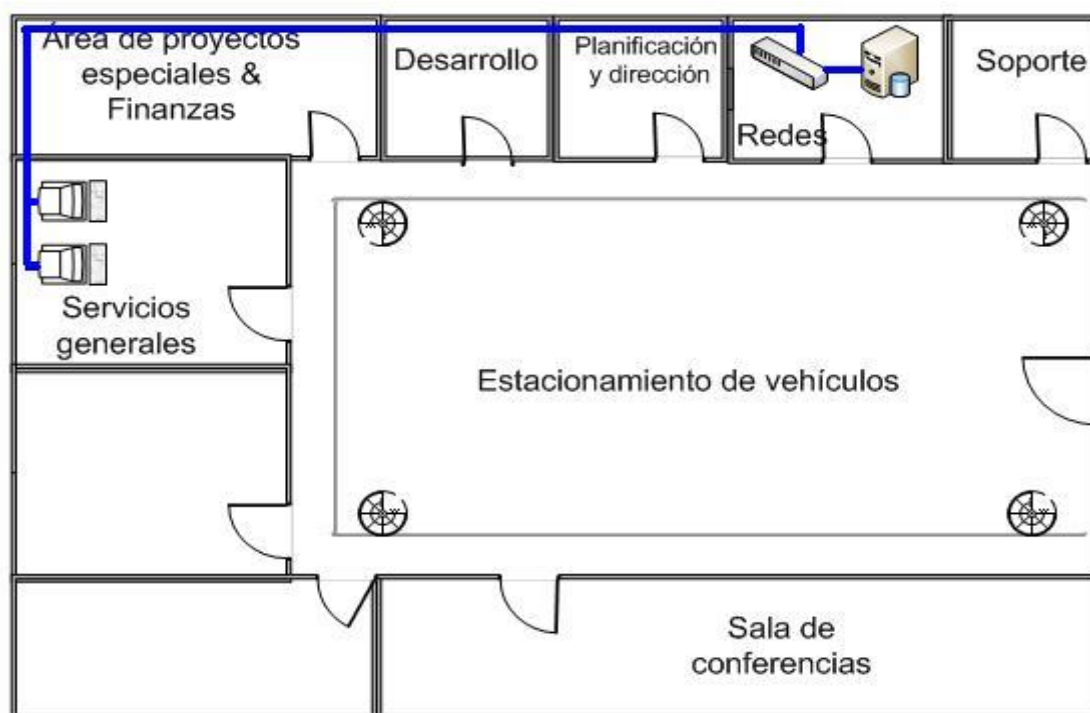 Área de proyectos
especiales &
Finanzas
Desarrollo
Planificación
y dirección
Redes
Soporte
Servicios
generales
Estacionamiento de vehículos
Sala de
conferencias